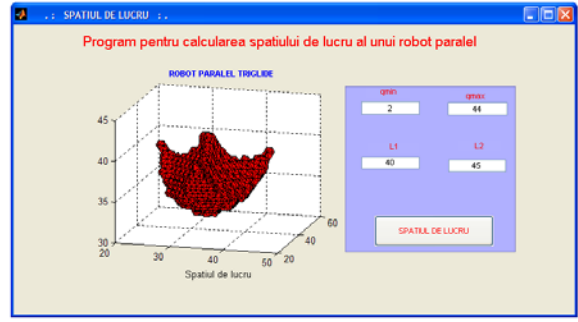 .: SPATIUL DE LUCRU :.
Program pentru calcularea spatiului de lucru al unui robot paralel
ROBOT PARALEL TRIGLIDE
qmin
qmax
2
44
L1
L2
40
45
SPATIUL DE LUCRU
45
40
35
30
20
30
40
50
20
40
60
Spatiul de lucru